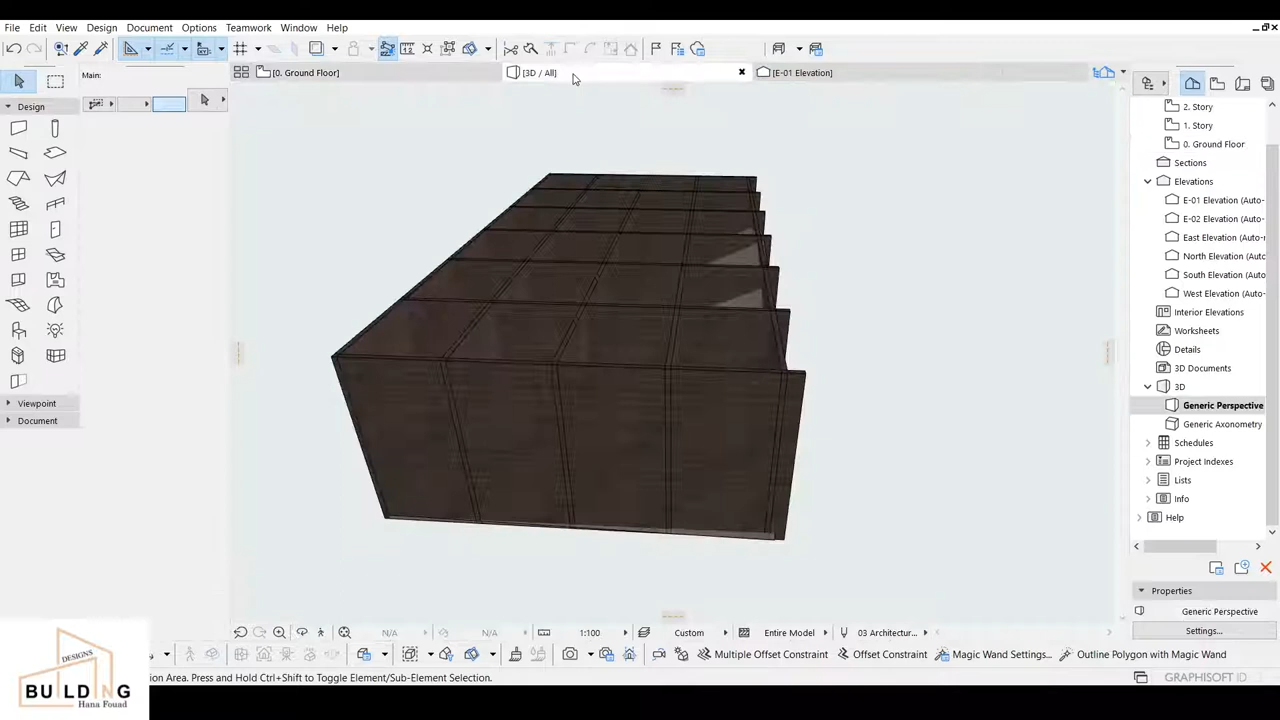 File Edit View Design Document Options Teamwork Window Help
Main:
[0. Ground Floor]
[3D / All]
[E-01 Elevation]
Design
Viewpoint
Document
2. Story
1. Story
0. Ground Floor
Sections
Elevations
E-01 Elevation (Auto-
E-02 Elevation (Auto-
East Elevation (Auto-
North Elevation (Auto-
South Elevation (Auto-
West Elevation (Auto-
Interior Elevations
Worksheets
Details
3D Documents
3D
Generic Perspective
Generic Axonometry
Schedules
Project Indexes
Lists
Info
Help
Properties
Generic Perspective
Settings...
N/A N/A 1:100 Custom Entire Model 03 Architectur...
Multiple Offset Constraint Offset Constraint Magic Wand Settings... Outline Polygon with Magic Wand
ion Area. Press and Hold Ctrl+Shift to Toggle Element/Sub-Element Selection.
GRAPHISOFT ID
DESIGNS
BUILDING
Hana Fouad